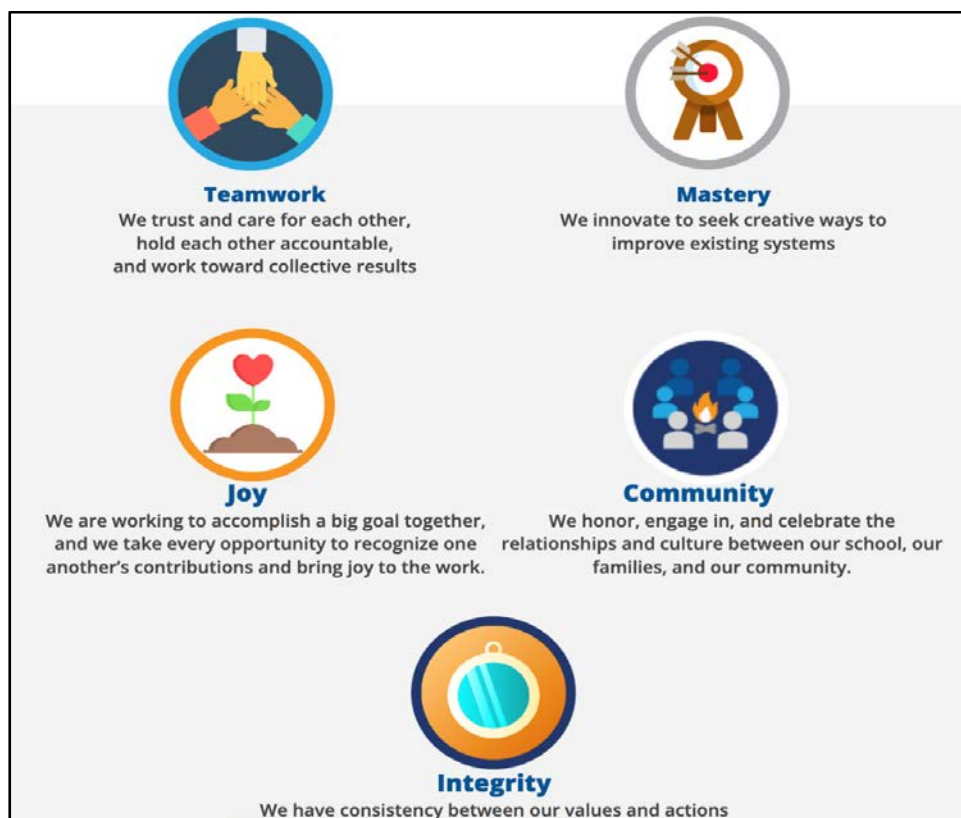 Teamwork
We trust and care for each other,
hold each other accountable,
and work toward collective results
Mastery
We innovate to seek creative ways to
improve existing systems
Joy
We are working to accomplish a big goal together,
and we take every opportunity to recognize one
another's contributions and bring joy to the work.
Community
We honor, engage in, and celebrate the
relationships and culture between our school, our
families, and our community.
Integrity
We have consistency between our values and actions